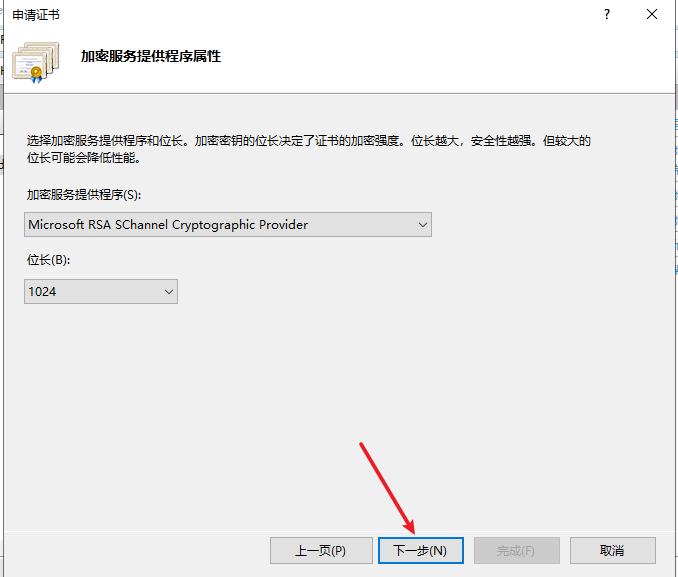 申请证书
?
加密服务提供程序属性
选择加密服务提供程序和位长。加密密钥的位长决定了证书的加密强度。位长越大，安全性越强。但较大的
位长可能会降低性能。
加密服务提供程序(S):
Microsoft RSA SChannel Cryptographic Provider
位长(B):
1024
上一页(P) 下一步(N) 完成(F) 取消